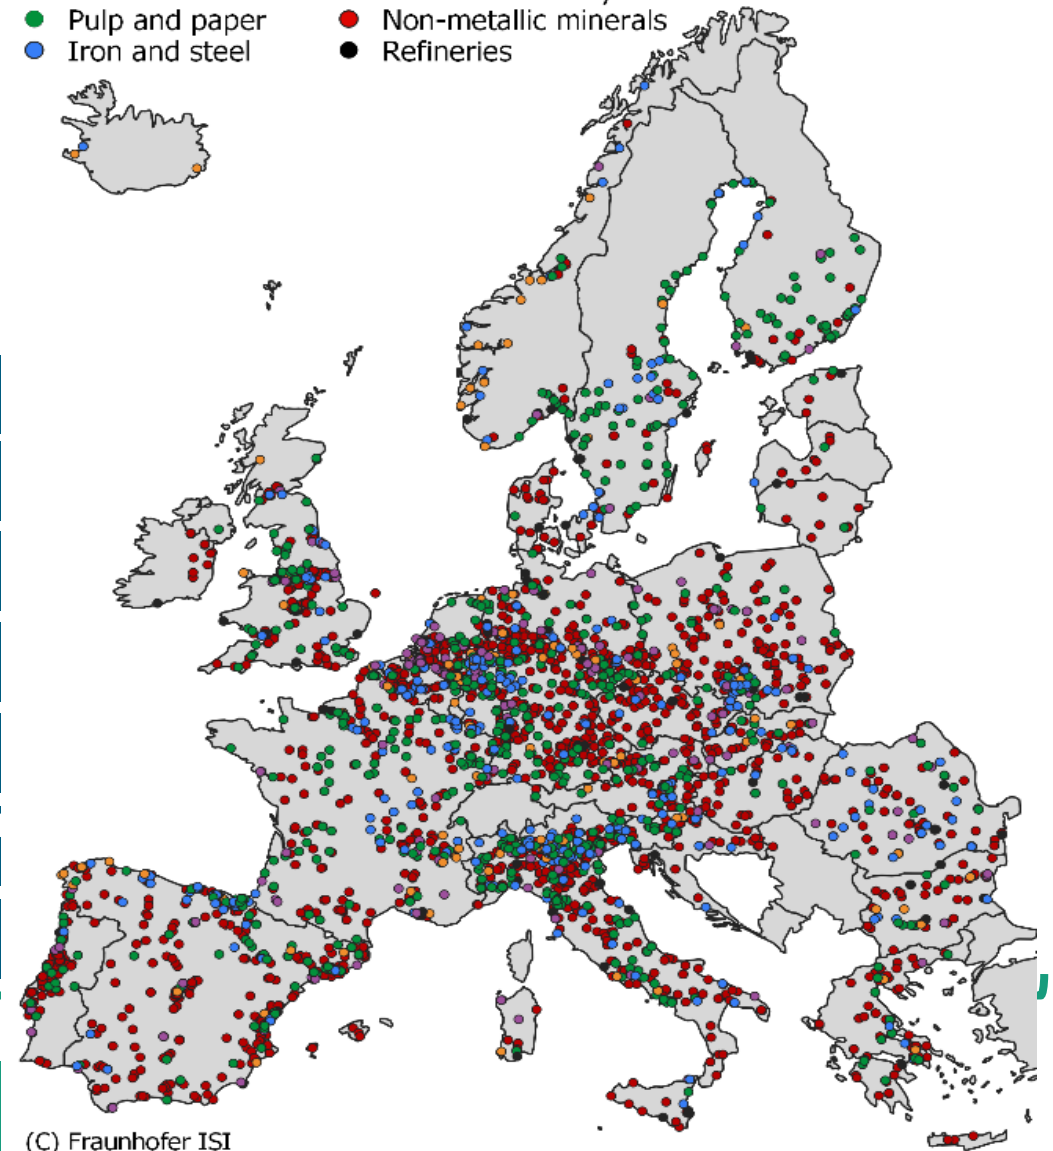 Pulp and paper
Non-metallic minerals
Iron and steel
Refineries
(C) Fraunhofer ISI